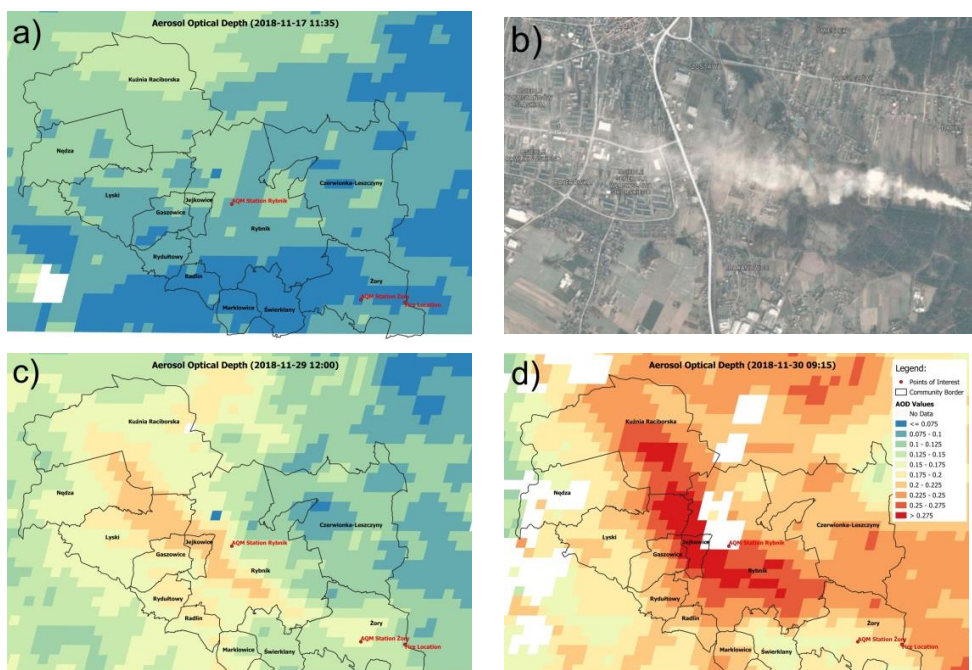 a)
Aerosol Optical Depth (2018-11-17 11:35)
Kuźnia Raciborska
Nędza
Lyski
Czerwionka-Leszczyny
Jejkowice
AQM Station Rybnik
Gaszowice
Rybnik
Rydułtowy
Radlin
Żory
Marklowice
Świerklany
AQM Station Żory
Fire Location
b)
c)
Aerosol Optical Depth (2018-11-29 12:00)
Kuźnia Raciborska
Nędza
Czerwionka-Leszczyny
Lyski
Jejkowice
AQM Station Rybnik
Gaszowice
Rybnik
Rydułtowy
Radlin
Żory
AQM Station Żory
Fire Location
Marklowice
Świerklany
d)
Aerosol Optical Depth (2018-11-30 09:15)
Legend:
Points of Interest
Community Border
AOD Values
No Data
<= 0.075
0.075 - 0.1
0.1 - 0.125
0.125 - 0.15
0.15 - 0.175
0.175 - 0.2
0.2 - 0.225
0.225 - 0.25
0.25 - 0.275
> 0.275
Kuźnia Raciborska
Nędza
Czerwionka-Leszczyny
Lyski
Jejkowice
AQM Station Rybnik
Gaszowice
Rybnik
Rydułtowy
Radlin
Żory
AQM Station Żory
Fire Location
Marklowice
Świerklany